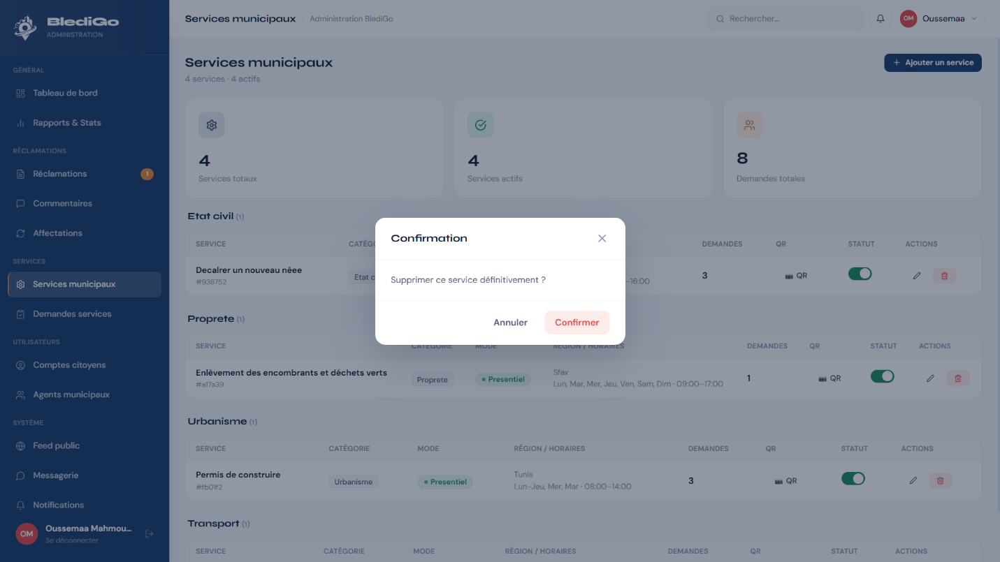 BlediGo
ADMINISTRATION
GÉNÉRAL
Tableau de bord
Rapports & Stats
RÉCLAMATIONS
Réclamations 1
Commentaires
Affectations
SERVICES
Services municipaux
Demandes services
UTILISATEURS
Comptes citoyens
Agents municipaux
SYSTÈME
Feed public
Messagerie
Notifications
OM Oussemaa Mahmou...
Se déconnecter
Services municipaux Administration BlediGo Rechercher... OM Oussemaa
Services municipaux
4 services · 4 actifs
+ Ajouter un service
4
Services totaux
4
Services actifs
8
Demandes totales
Etat civil (1)
SERVICE CATÉG DEMANDES QR STATUT ACTIONS
Decalrer un nouveau néee
#938752
Etat c
–16:00
3 QR
Confirmation
Supprimer ce service définitivement ?
Annuler Confirmer
Proprete (1)
SERVICE CATÉGORIE MODE RÉGION / HORAIRES DEMANDES QR STATUT ACTIONS
Enlèvement des encombrants et déchets verts
#a17a39
Proprete Presentiel
Sfax
Lun, Mar, Mer, Jeu, Ven, Sam, Dim · 09:00–17:00
1 QR
Urbanisme (1)
SERVICE CATÉGORIE MODE RÉGION / HORAIRES DEMANDES QR STATUT ACTIONS
Permis de construire
#fb01f2
Urbanisme Presentiel
Tunis
Lun-Jeu, Mer, Mar · 08:00–14:00
3 QR
Transport (1)
SERVICE CATÉGORIE MODE RÉGION / HORAIRES DEMANDES QR STATUT ACTIONS